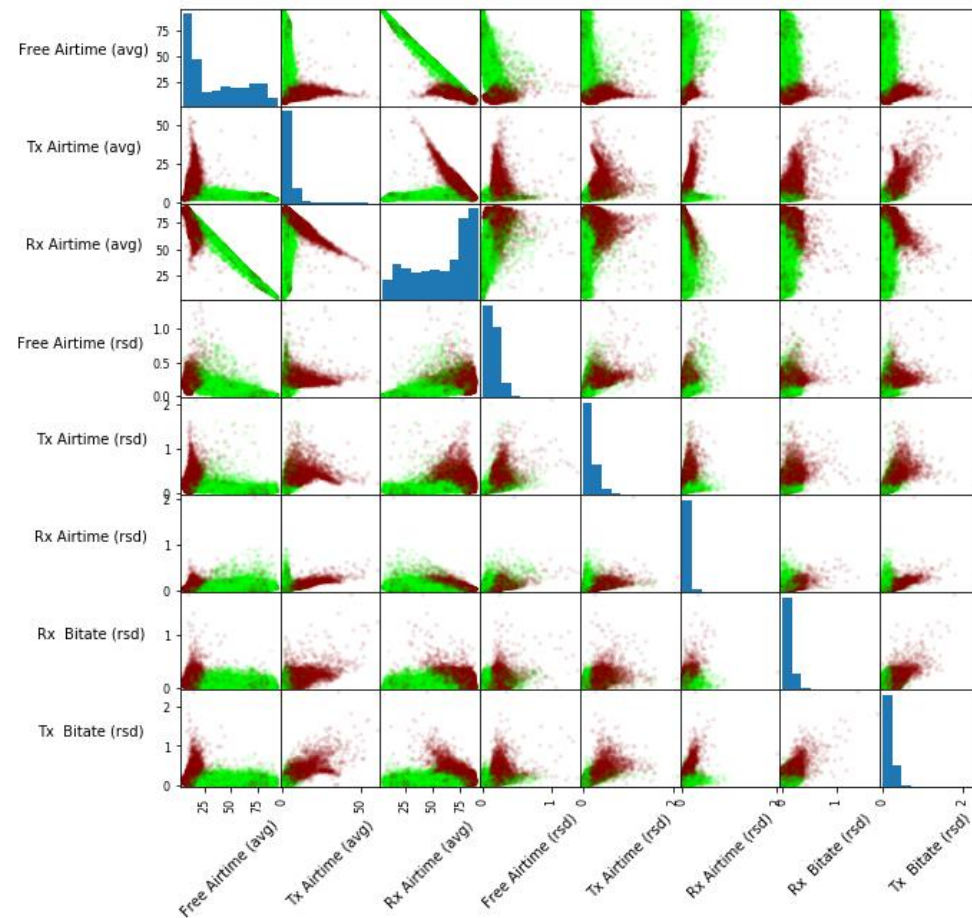 Free Airtime (avg)
75
50
25
Tx Airtime (avg)
50
25
0
Rx Airtime (avg)
75
50
25
Free Airtime (rsd)
1.0
0.5
0.0
Tx Airtime (rsd)
2
1
0
Rx Airtime (rsd)
2
1
0
Rx  Bitate (rsd)
1
0
Tx  Bitate (rsd)
2
1
0
25 50 75 0 50 25 50 75 0 1 0 2 0 2 0 1 0 2
Free Airtime (avg)
Tx Airtime (avg)
Rx Airtime (avg)
Free Airtime (rsd)
Tx Airtime (rsd)
Rx Airtime (rsd)
Rx  Bitate (rsd)
Tx  Bitate (rsd)